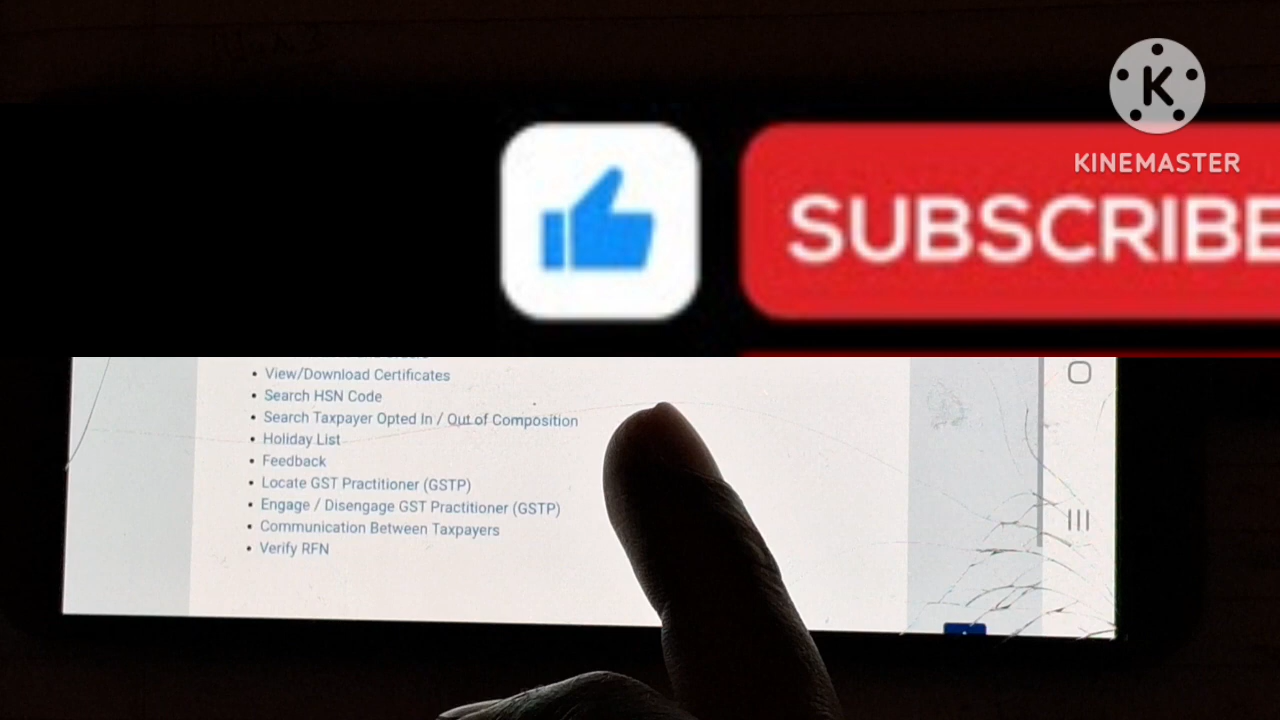 KINEMASTER
SUBSCRIBE
View/Download Certificates
Search HSN Code
Search Taxpayer Opted In / Out of Composition
Holiday List
Feedback
Locate GST Practitioner (GSTP)
Engage / Disengage GST Practitioner (GSTP)
Communication Between Taxpayers
Verify RFN